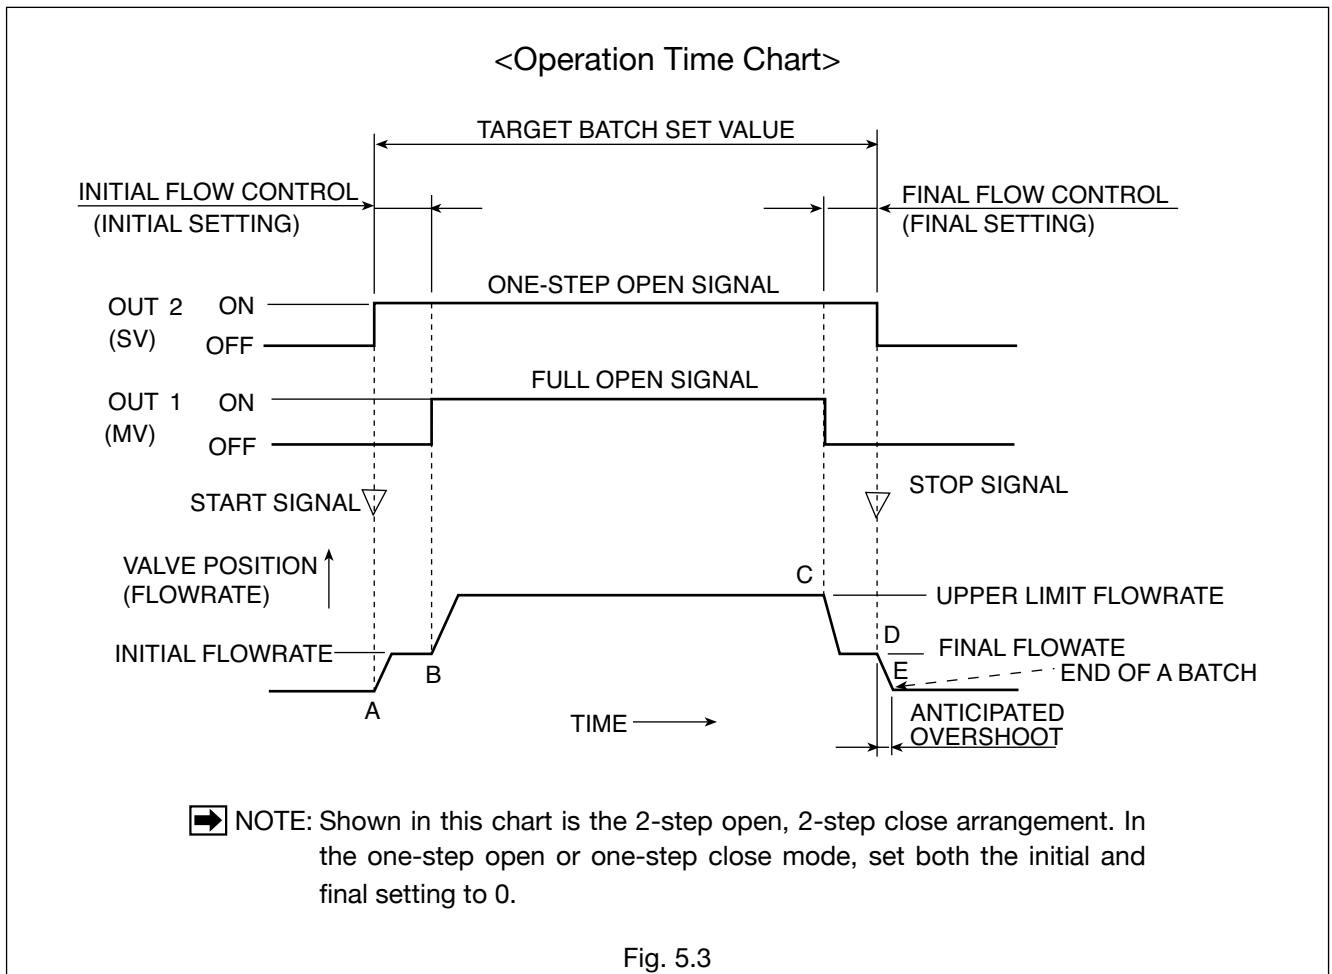 <Operation Time Chart>
TARGET BATCH SET VALUE
INITIAL FLOW CONTROL
(INITIAL SETTING)
FINAL FLOW CONTROL
(FINAL SETTING)
ONE-STEP OPEN SIGNAL
OUT 2 ON
(SV)
OFF
FULL OPEN SIGNAL
OUT 1 ON
(MV)
OFF
START SIGNAL
STOP SIGNAL
VALVE POSITION
(FLOWRATE)
C
UPPER LIMIT FLOWRATE
D
INITIAL FLOWRATE
FINAL FLOWATE
B
E
END OF A BATCH
A
TIME
ANTICIPATED
OVERSHOOT
NOTE: Shown in this chart is the 2-step open, 2-step close arrangement. In
the one-step open or one-step close mode, set both the initial and
final setting to 0.
Fig. 5.3